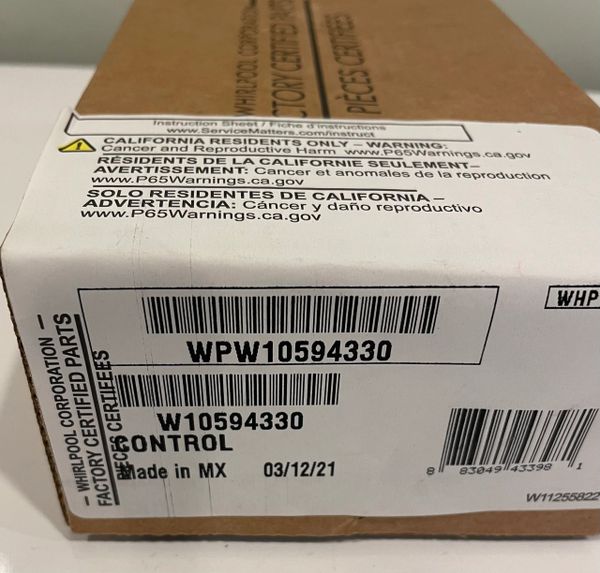 WHIRLPOOL CORPORATION –
FACTORY CERTIFIED PARTS
PIÈCES CERTIFIÉES
Instruction Sheet / Fiche d'instructions
www.ServiceMatters.com/instruct
CALIFORNIA RESIDENTS ONLY – WARNING:
Cancer and Reproductive Harm www.P65Warnings.ca.gov
RÉSIDENTS DE LA CALIFORNIE SEULEMENT–
AVERTISSEMENT: Cancer et anomales de la reproduction
www.P65Warnings.ca.gov
SOLO RESIDENTES DE CALIFORNIA –
ADVERTENCIA: Cáncer y daño reproductivo
www.P65Warnings.ca.gov
WHP
WPW10594330
W10594330
CONTROL
Made in MX 03/12/21
8 83049 43398 1
W11255822
– WHIRLPOOL CORPORATION –
FACTORY CERTIFIED PARTS
PIÈCES CERTIFIÉES